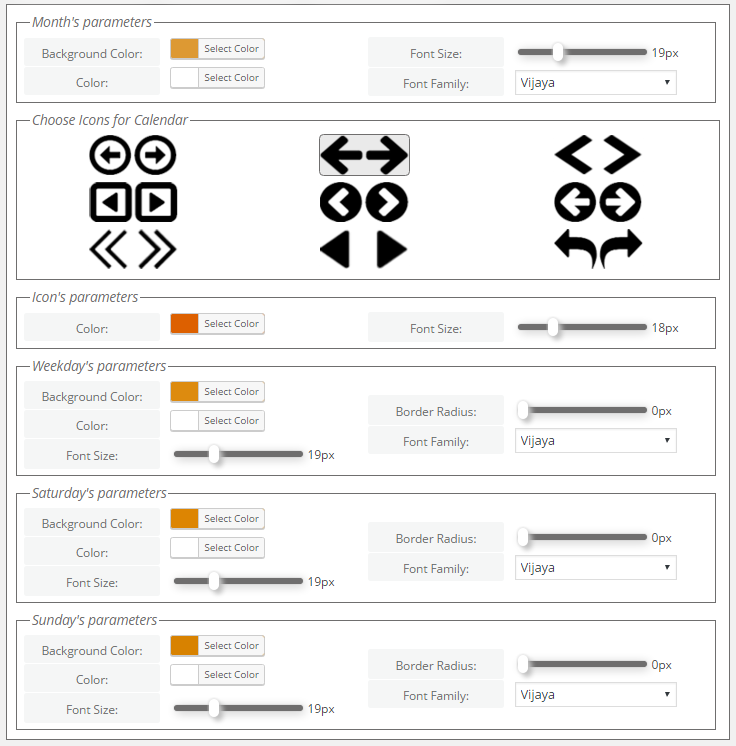 Month's parameters
Background Color: Select Color Font Size: 19px
Color: Select Color Font Family: Vijaya
Choose Icons for Calendar
Icon's parameters
Color: Select Color Font Size: 18px
Weekday's parameters
Background Color: Select Color Border Radius: 0px
Color: Select Color Font Family: Vijaya
Font Size: 19px
Saturday's parameters
Background Color: Select Color Border Radius: 0px
Color: Select Color Font Family: Vijaya
Font Size: 19px
Sunday's parameters
Background Color: Select Color Border Radius: 0px
Color: Select Color Font Family: Vijaya
Font Size: 19px